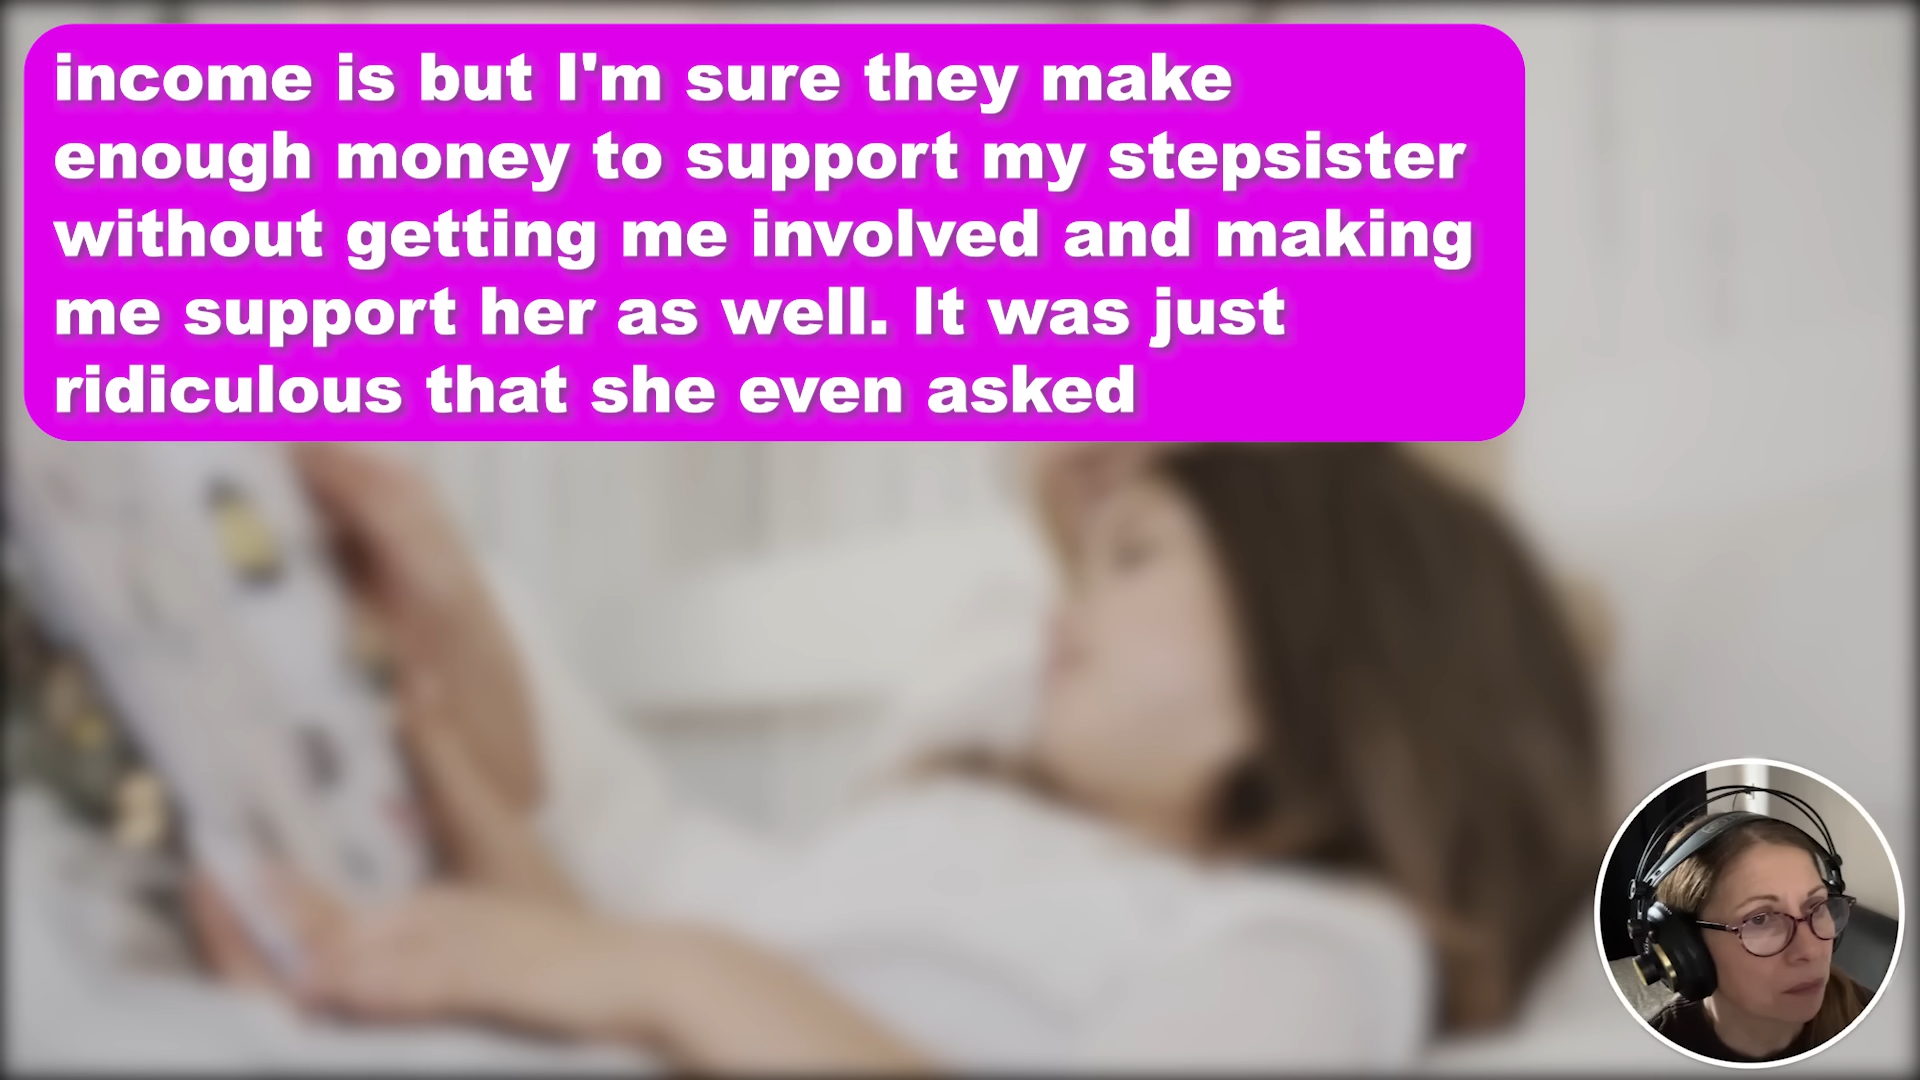 income is but I'm sure they make
enough money to support my stepsister
without getting me involved and making
me support her as well. It was just
ridiculous that she even asked